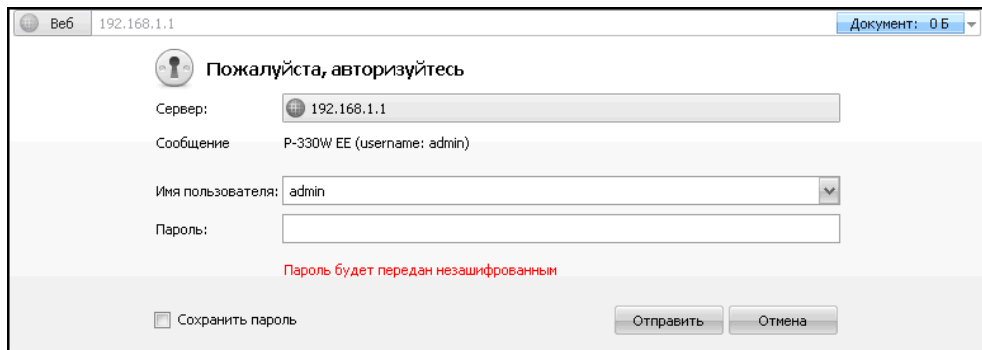 Веб 192.168.1.1 Документ: 0 Б
Пожалуйста, авторизуйтесь
Сервер: 192.168.1.1
Сообщение P-330W EE (username: admin)
Имя пользователя: admin
Пароль:
Пароль будет передан незашифрованным
Сохранить пароль Отправить Отмена